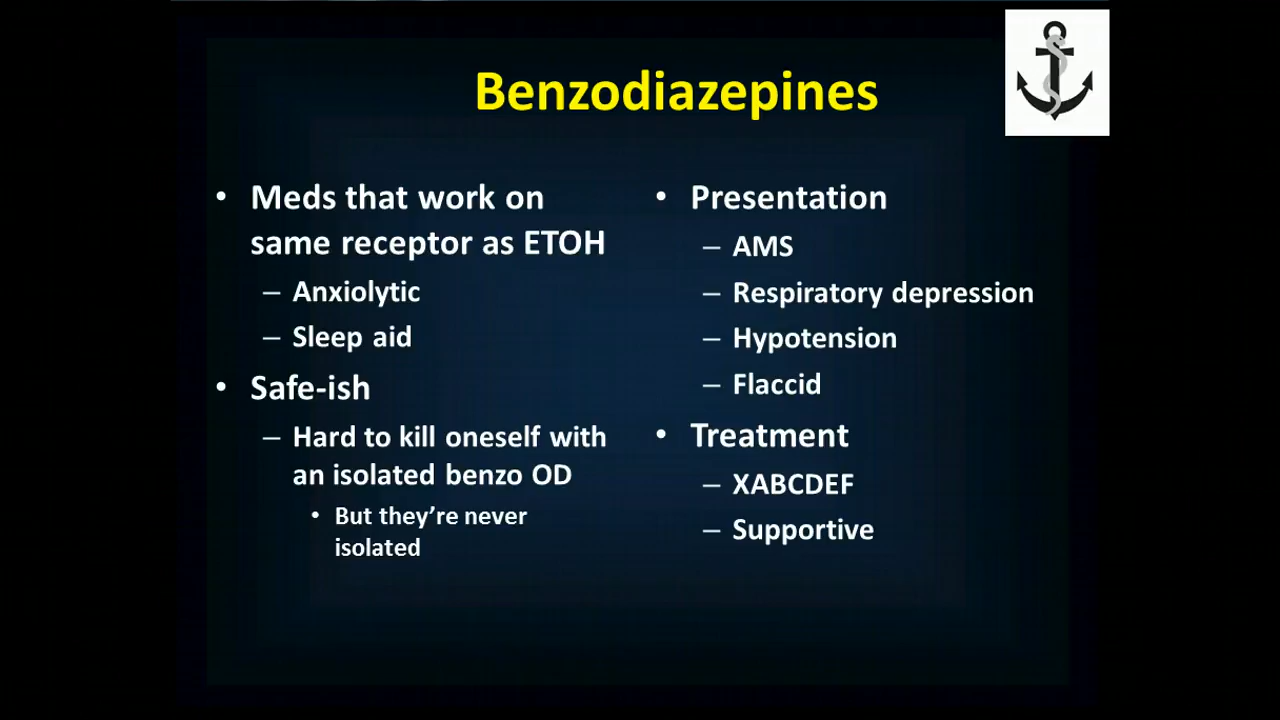 Benzodiazepines
• Meds that work on
same receptor as ETOH
– Anxiolytic
– Sleep aid
• Safe-ish
– Hard to kill oneself with
an isolated benzo OD
• But they’re never
isolated
• Presentation
– AMS
– Respiratory depression
– Hypotension
– Flaccid
• Treatment
– XABCDEF
– Supportive